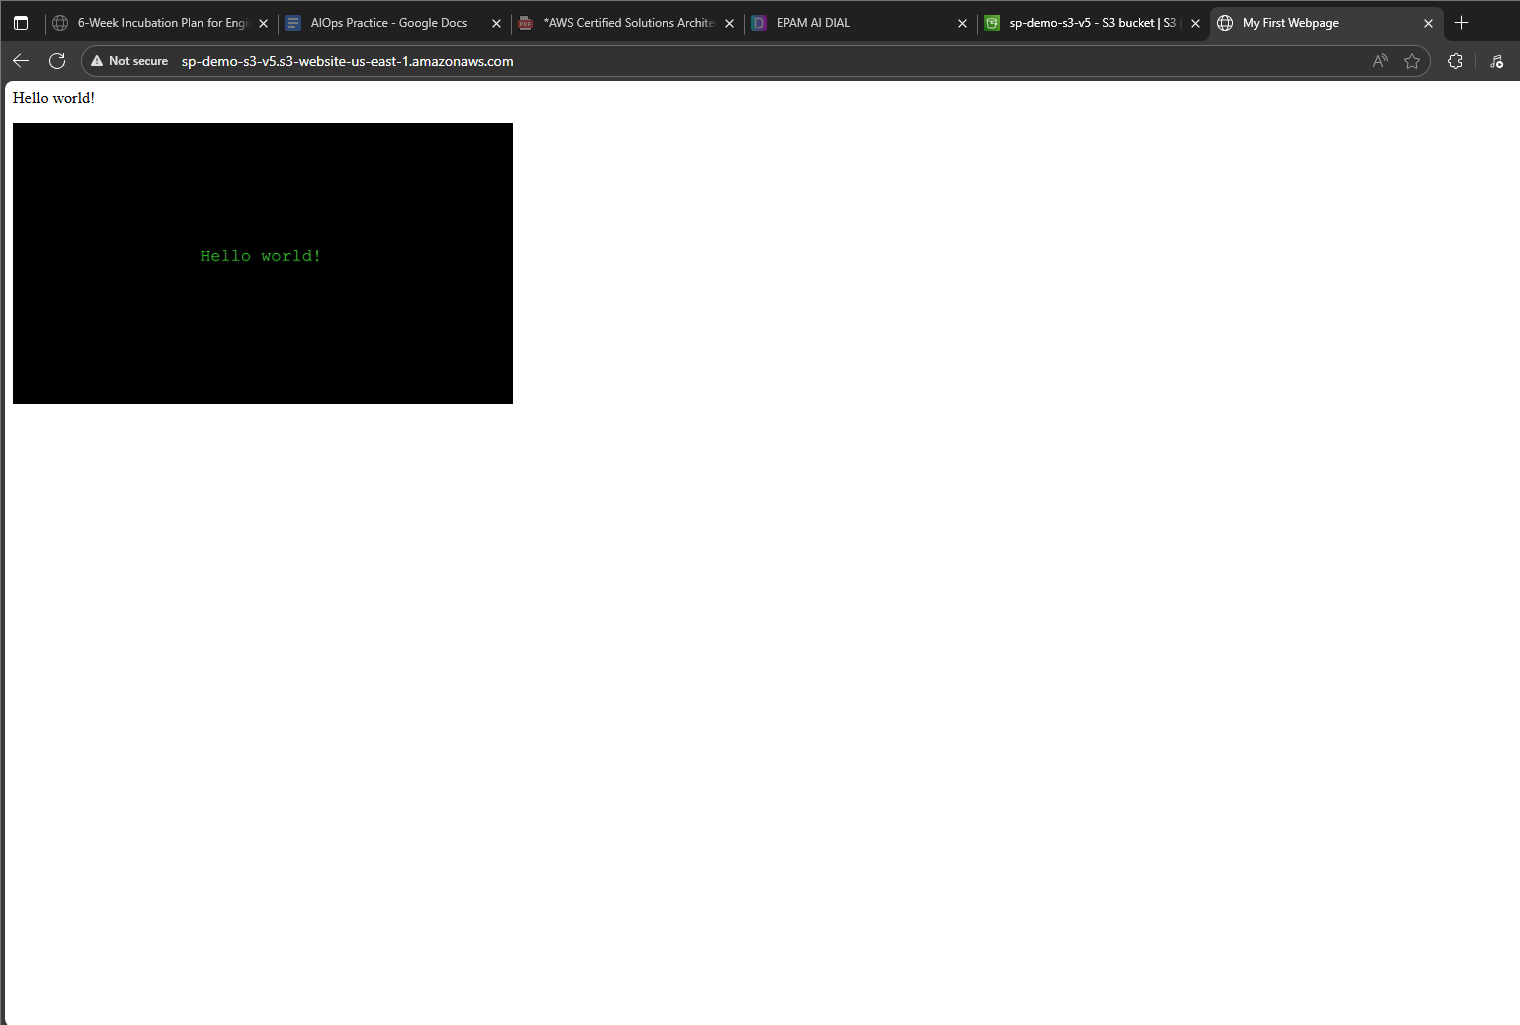 6-Week Incubation Plan for Engi
AIOps Practice - Google Docs
PDF
*AWS Certified Solutions Archite
D
EPAM AI DIAL
sp-demo-s3-v5 - S3 bucket | S3 |
My First Webpage
Not secure
sp-demo-s3-v5.s3-website-us-east-1.amazonaws.com
Hello world!
Hello world!